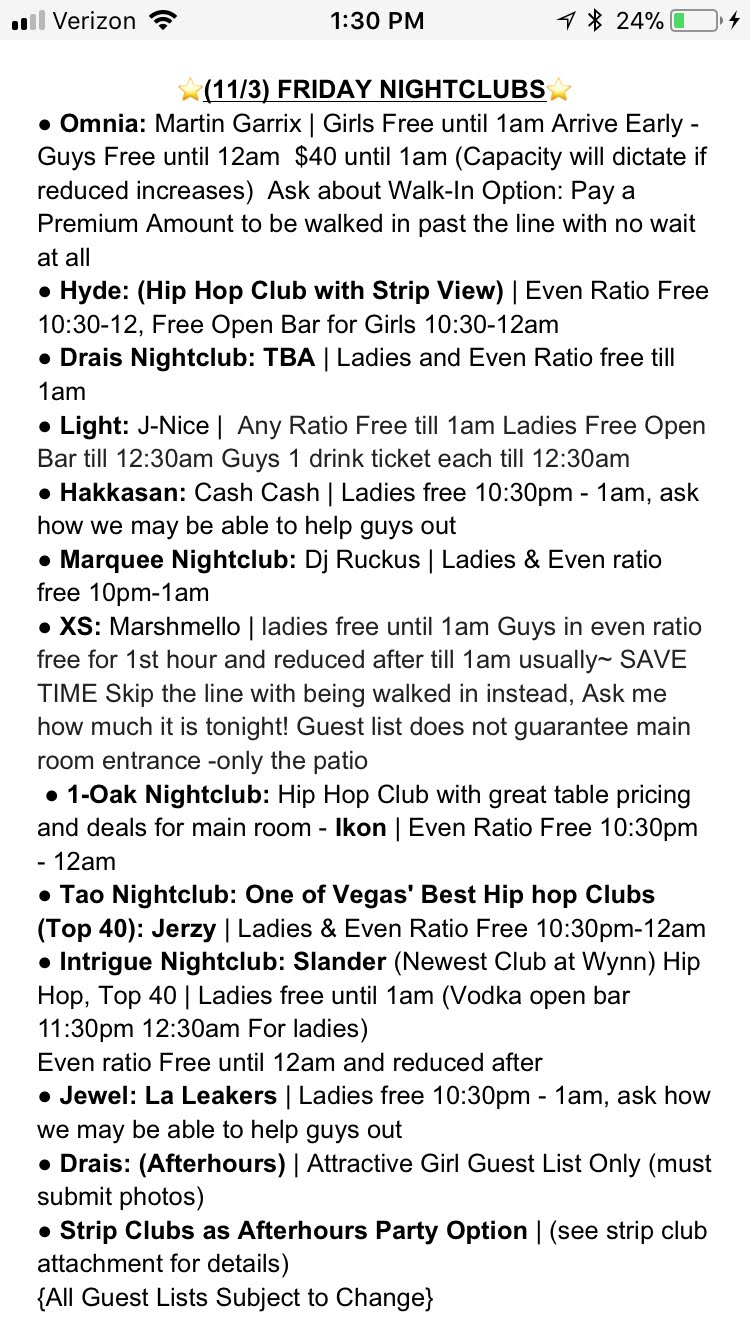 Verizon 1:30 PM 24%
⭐(11/3) FRIDAY NIGHTCLUBS⭐
● Omnia: Martin Garrix | Girls Free until 1am Arrive Early -
Guys Free until 12am  $40 until 1am (Capacity will dictate if
reduced increases)  Ask about Walk-In Option: Pay a
Premium Amount to be walked in past the line with no wait
at all
● Hyde: (Hip Hop Club with Strip View) | Even Ratio Free
10:30-12, Free Open Bar for Girls 10:30-12am
● Drais Nightclub: TBA | Ladies and Even Ratio free till
1am
● Light: J-Nice |  Any Ratio Free till 1am Ladies Free Open
Bar till 12:30am Guys 1 drink ticket each till 12:30am
● Hakkasan: Cash Cash | Ladies free 10:30pm - 1am, ask
how we may be able to help guys out
● Marquee Nightclub: Dj Ruckus | Ladies & Even ratio
free 10pm-1am
● XS: Marshmello | ladies free until 1am Guys in even ratio
free for 1st hour and reduced after till 1am usually~ SAVE
TIME Skip the line with being walked in instead, Ask me
how much it is tonight! Guest list does not guarantee main
room entrance -only the patio
● 1-Oak Nightclub: Hip Hop Club with great table pricing
and deals for main room - Ikon | Even Ratio Free 10:30pm
- 12am
● Tao Nightclub: One of Vegas' Best Hip hop Clubs
(Top 40): Jerzy | Ladies & Even Ratio Free 10:30pm-12am
● Intrigue Nightclub: Slander (Newest Club at Wynn) Hip
Hop, Top 40 | Ladies free until 1am (Vodka open bar
11:30pm 12:30am For ladies)
Even ratio Free until 12am and reduced after
● Jewel: La Leakers | Ladies free 10:30pm - 1am, ask how
we may be able to help guys out
● Drais: (Afterhours) | Attractive Girl Guest List Only (must
submit photos)
● Strip Clubs as Afterhours Party Option | (see strip club
attachment for details)
{All Guest Lists Subject to Change}